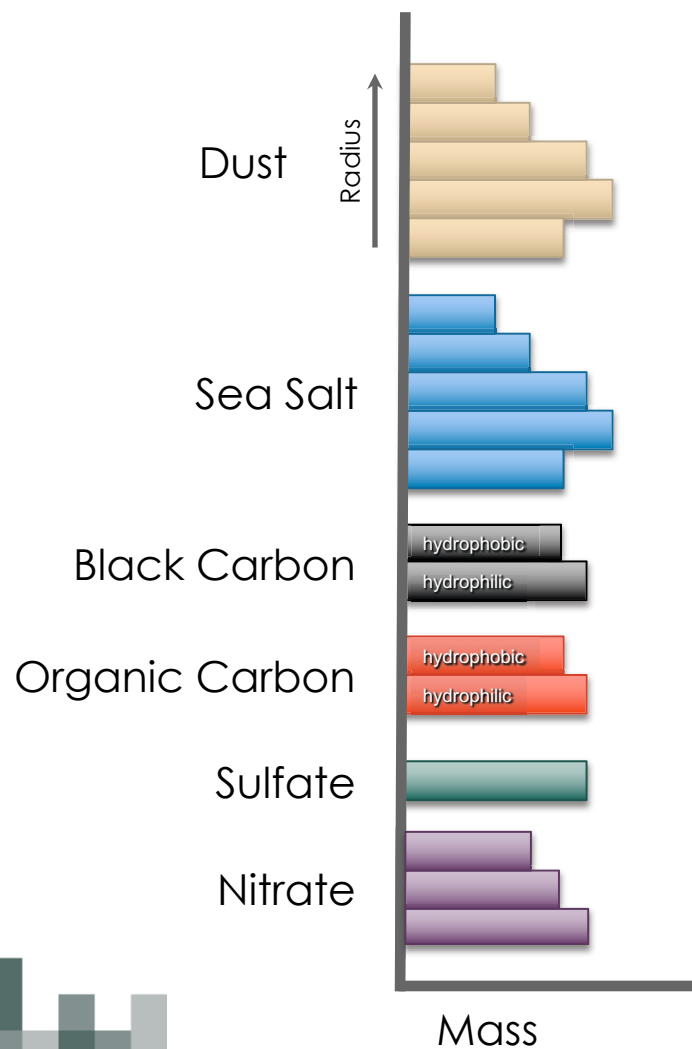 Dust
Radius
Sea Salt
Black Carbon
hydrophobic
hydrophilic
Organic Carbon
hydrophobic
hydrophilic
Sulfate
Nitrate
Mass